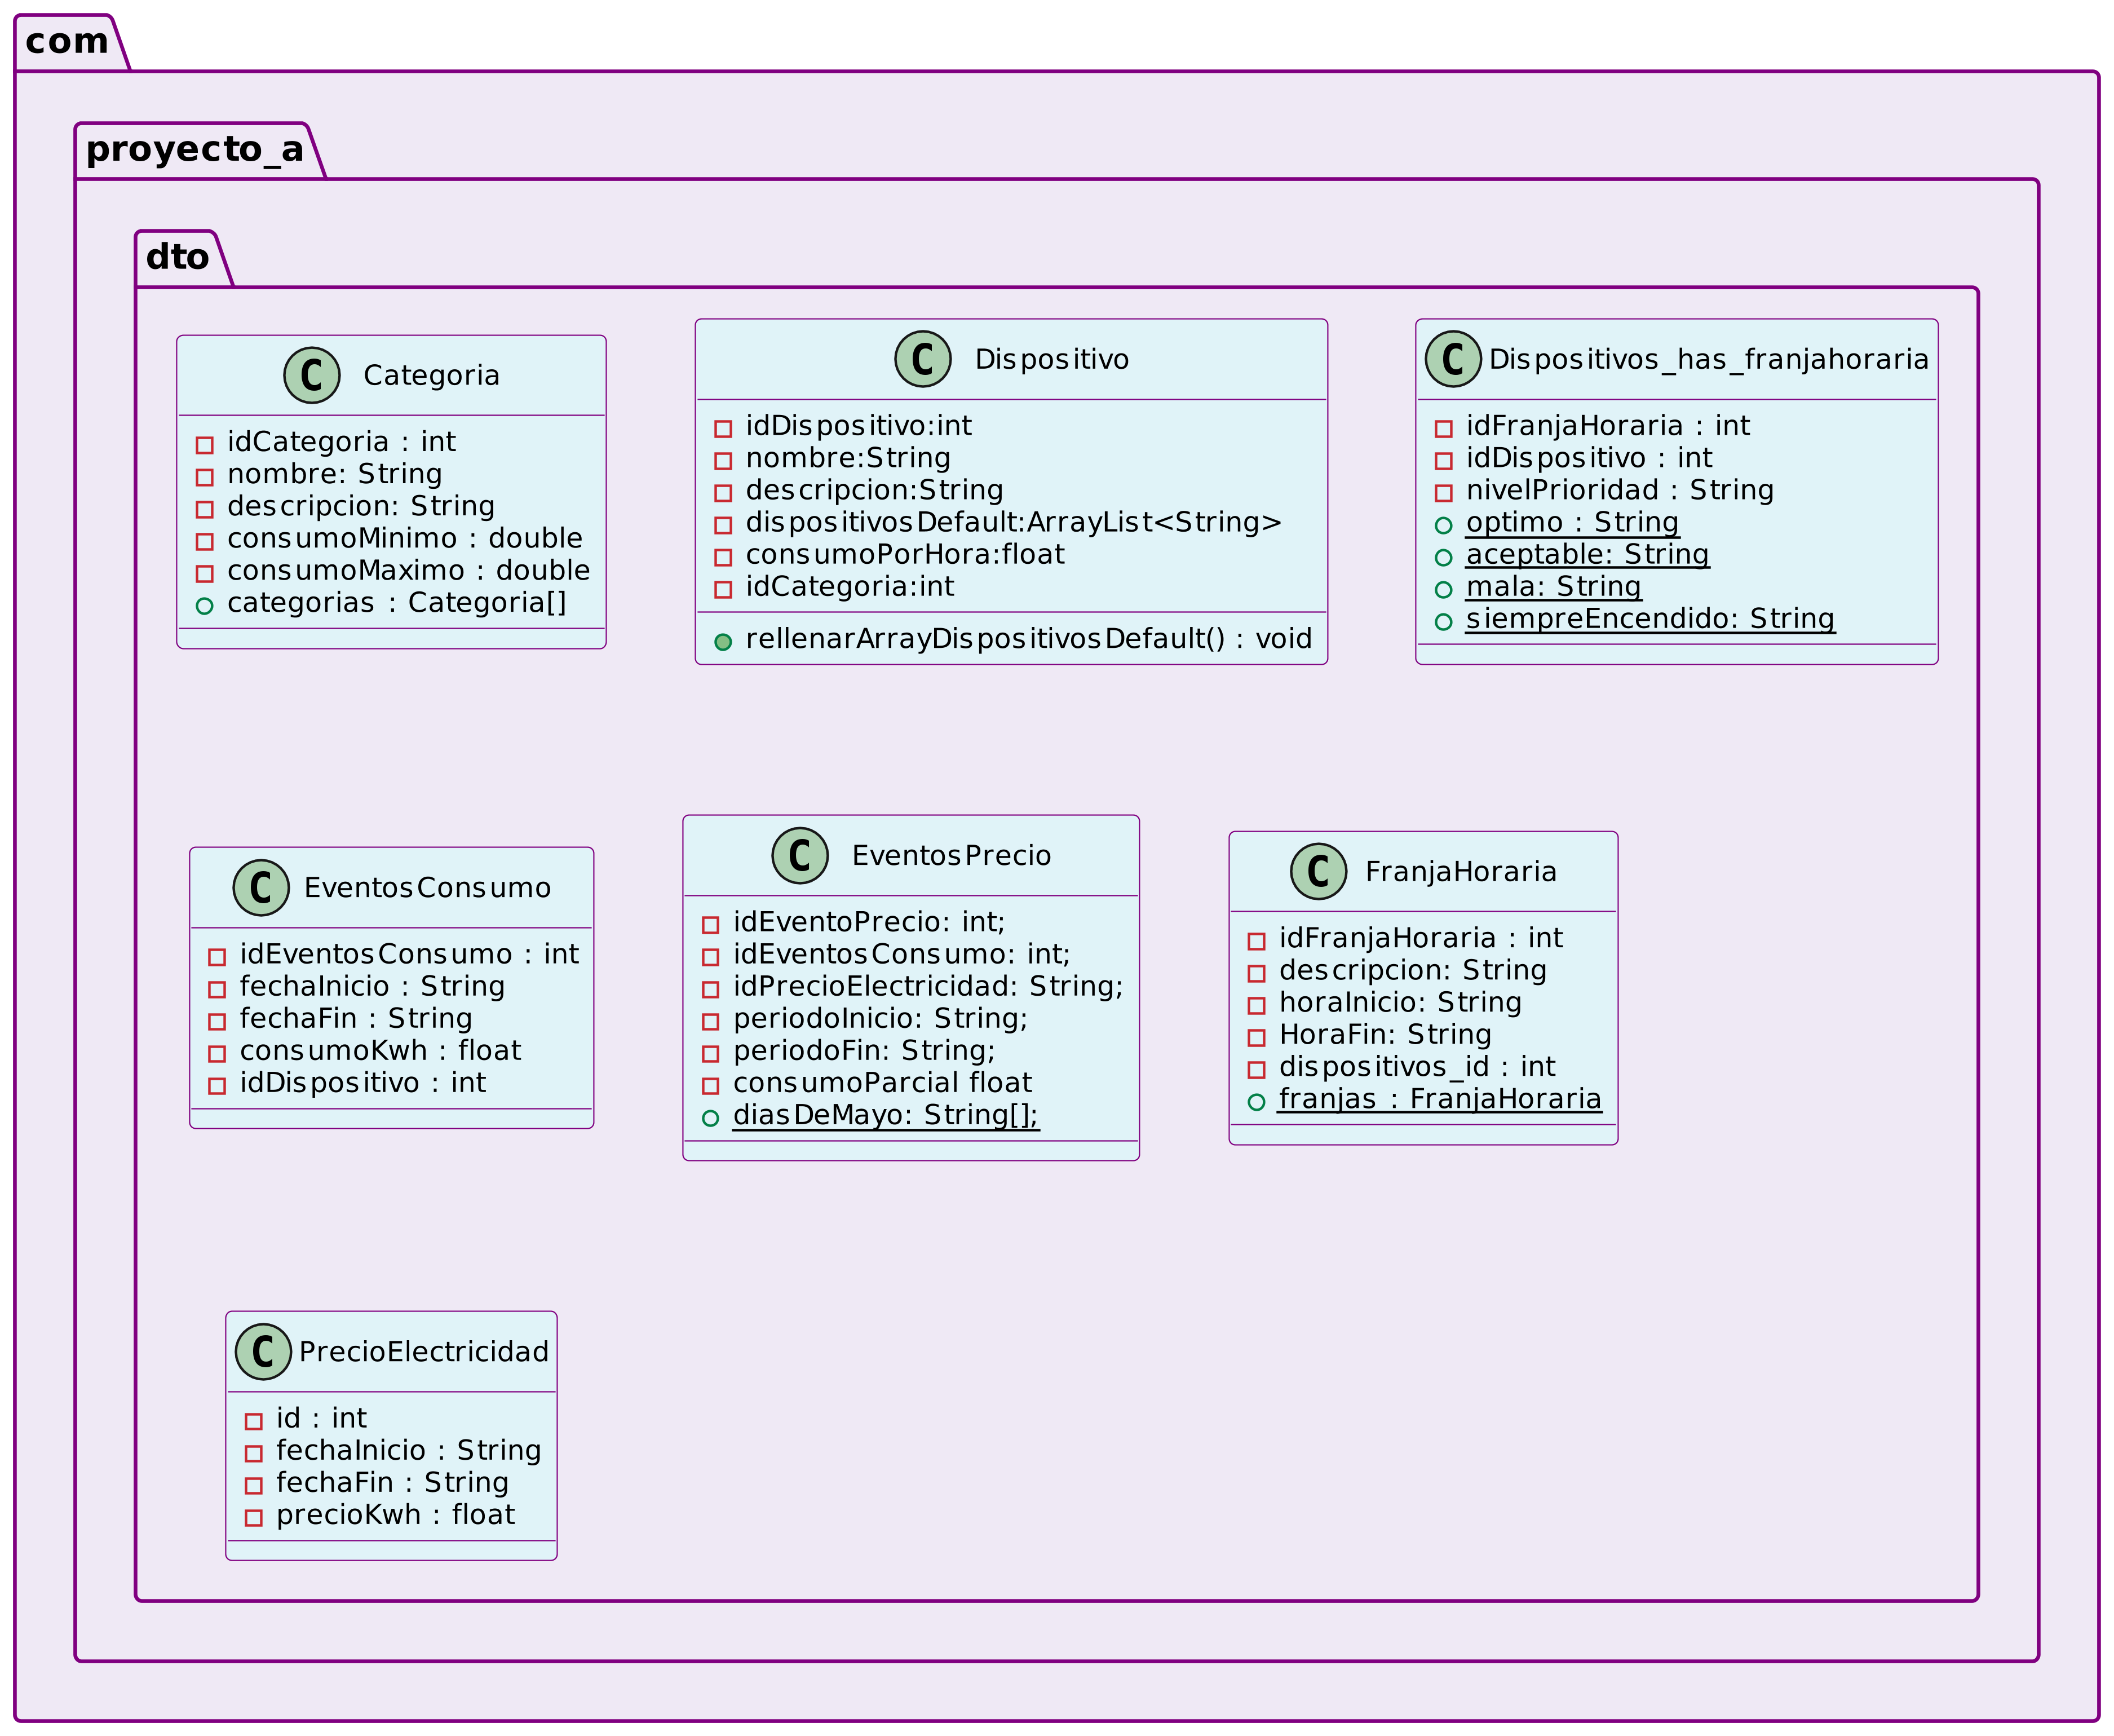 com
proyecto_a
dto
C Categoria
idCategoria : int
nombre: String
descripcion: String
consumoMinimo : double
consumoMaximo : double
categorias : Categoria[]
C Dispositivo
idDispositivo:int
nombre:String
descripcion:String
dispositivosDefault:ArrayList<String>
consumoPorHora:float
idCategoria:int
rellenarArrayDispositivosDefault() : void
C Dispositivos_has_franjahoraria
idFranjaHoraria : int
idDispositivo : int
nivelPrioridad : String
optimo : String
aceptable: String
mala: String
siempreEncendido: String
C EventosConsumo
idEventosConsumo : int
fechaInicio : String
fechaFin : String
consumoKwh : float
idDispositivo : int
C EventosPrecio
idEventoPrecio: int;
idEventosConsumo: int;
idPrecioElectricidad: String;
periodoInicio: String;
periodoFin: String;
consumoParcial float
diasDeMayo: String[];
C FranjaHoraria
idFranjaHoraria : int
descripcion: String
horaInicio: String
HoraFin: String
dispositivos_id : int
franjas : FranjaHoraria
C PrecioElectricidad
id : int
fechaInicio : String
fechaFin : String
precioKwh : float